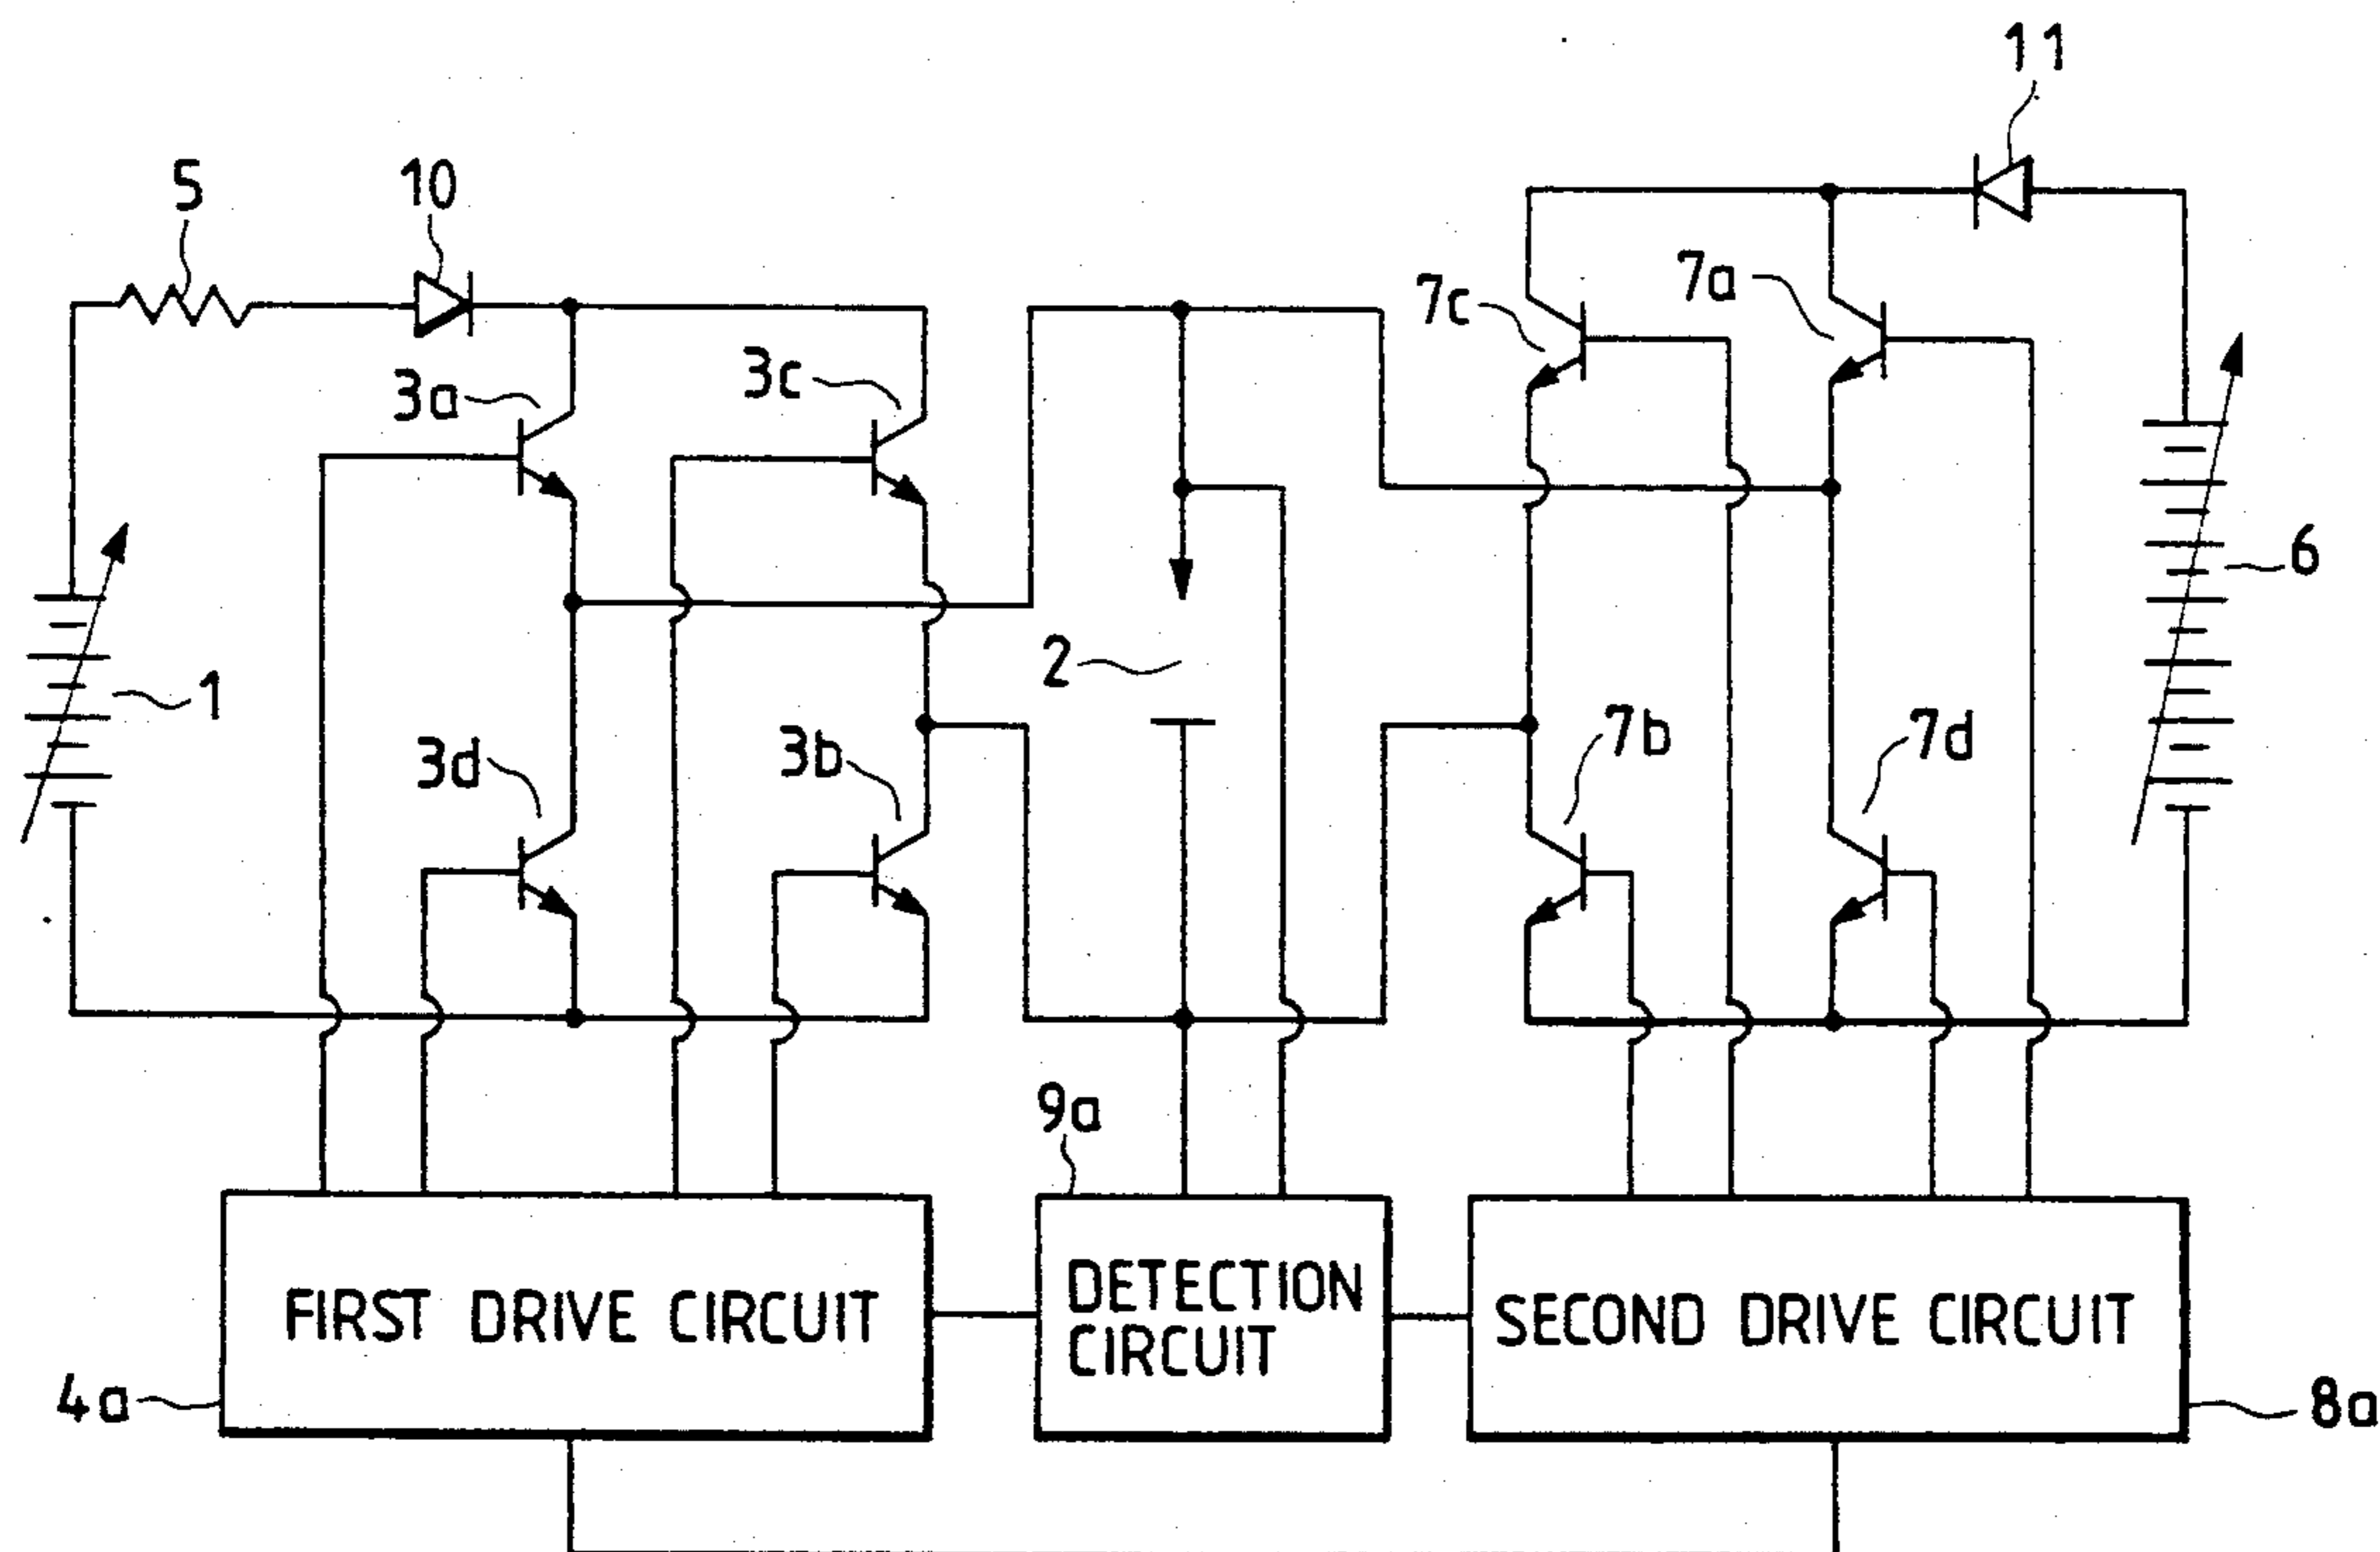 11
5
10
7c
7a
3a
3c
6
2
1
3d
3b
7b
7d
9a
FIRST DRIVE CIRCUIT
DETECTION
CIRCUIT
SECOND DRIVE CIRCUIT
4a
8a